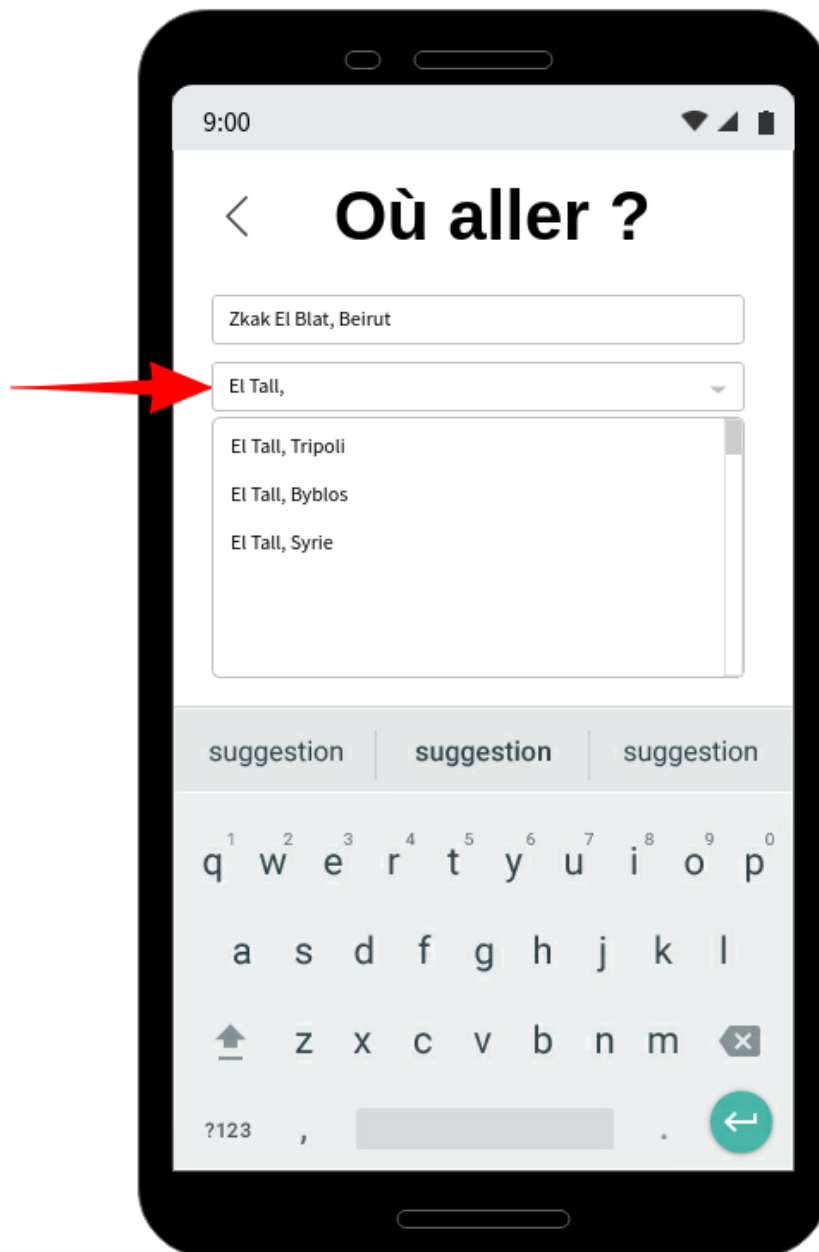 9:00
Où aller ?
Zkak El Blat, Beirut
El Tall,
El Tall, Tripoli
El Tall, Byblos
El Tall, Syrie
suggestion suggestion suggestion
1 2 3 4 5 6 7 8 9 0
q w e r t y u i o p
a s d f g h j k l
z x c v b n m
?123 , .